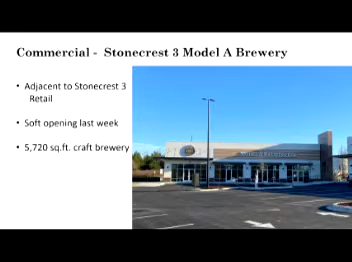 Commercial - Stonecrest 3 Model A Brewery
• Adjacent to Stonecrest 3
Retail
• Soft opening last week
• 5,720 sq.ft. craft brewery